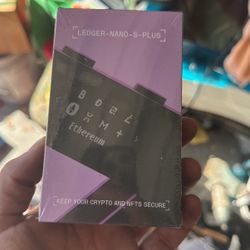 [LEDGER-NANO-S-PLUS]
Ethereum
[KEEP YOUR CRYPTO AND NFTS SECURE]